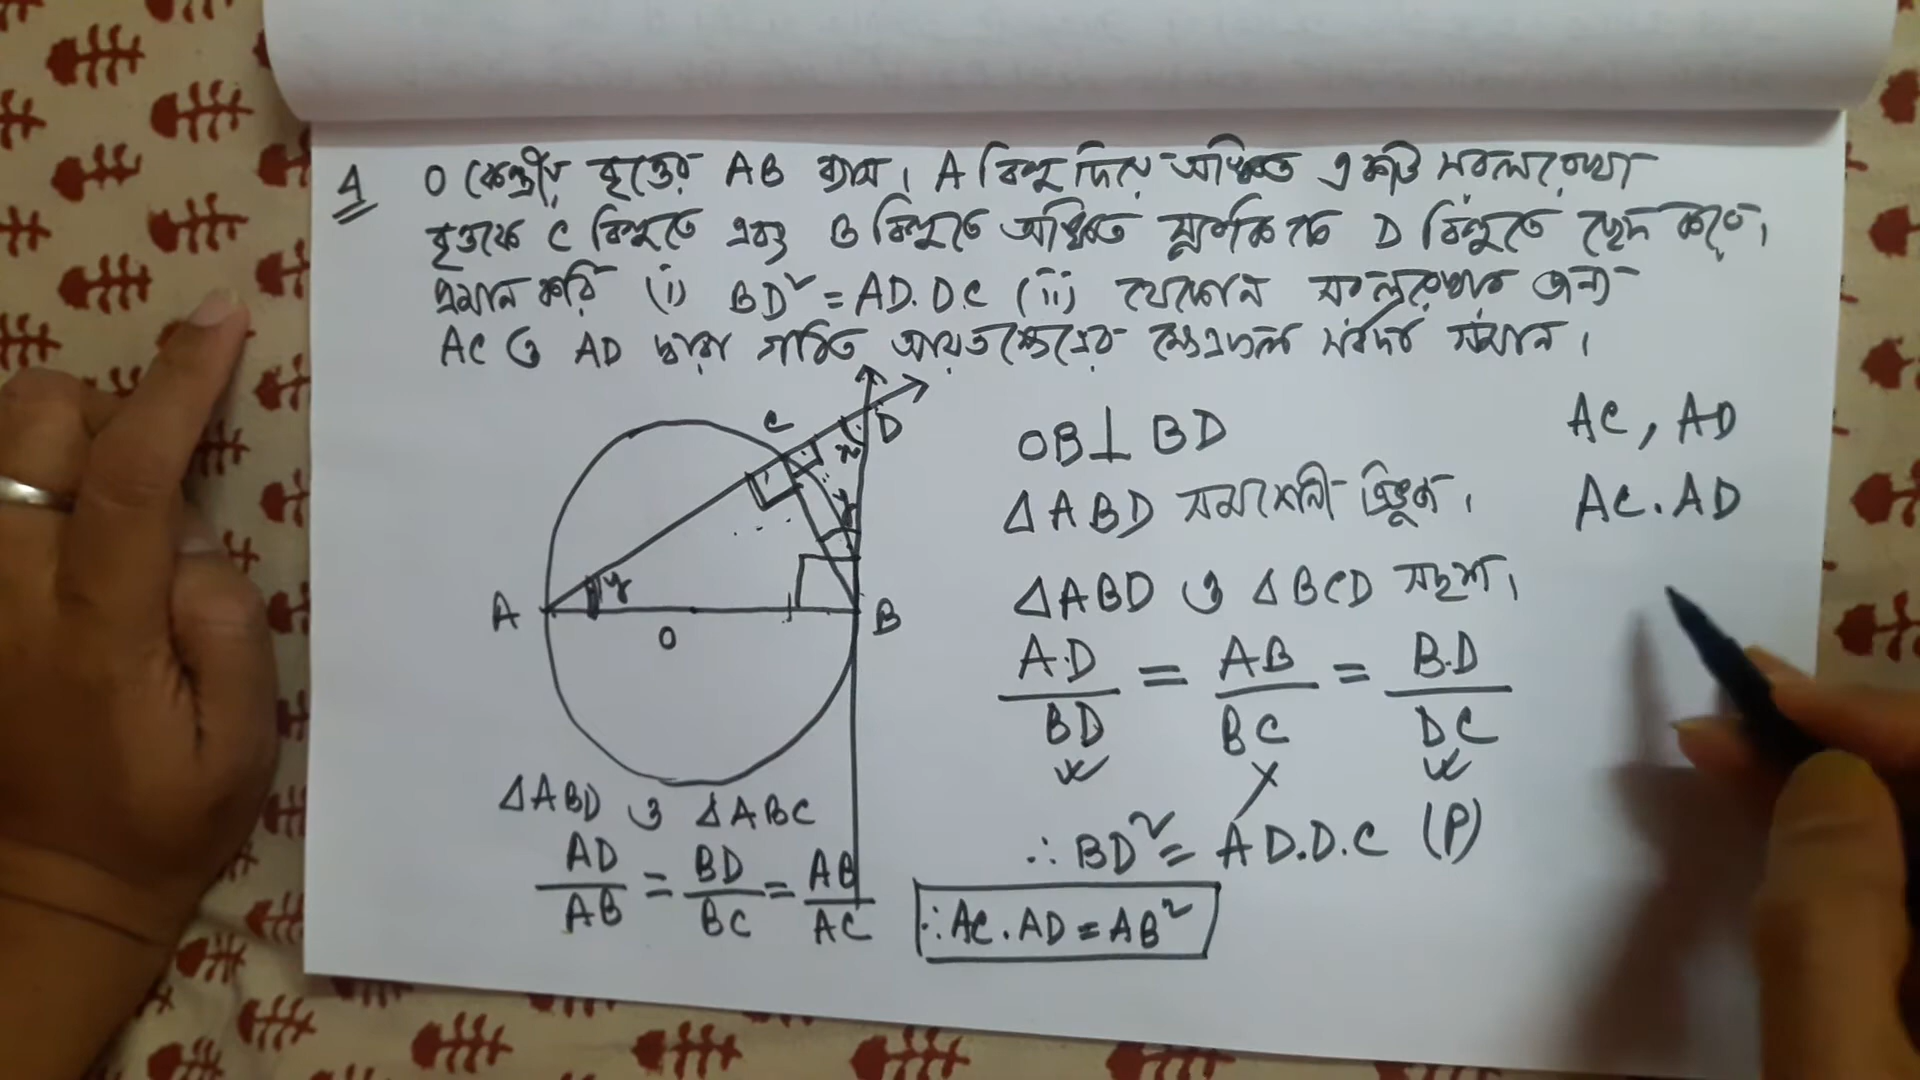 4 O কেন্দ্রীয় বৃত্তের AB ব্যাস। A বিন্দু দিয়ে অঙ্কিত একটি সরলরেখা
বৃত্তকে C বিন্দুতে এবং B বিন্দুতে অঙ্কিত স্পর্শককে D বিন্দুতে ছেদ করে।
প্রমাণ করি (i) BD² = AD.DC (ii) যেকোন সরলরেখার জন্য
AC ও AD দ্বারা গঠিত আয়তক্ষেত্রের ক্ষেত্রফল সর্বদা সমান।
C D x
y
A O B
OB⊥ BD
ΔABD সমকোণী ত্রিভূজ।
ΔABD ও ΔBCD সদৃশ।
AD/BD = AB/BC = BD/DC
∴ BD² = AD.D.C (P)
AC, AD
AC.AD
ΔABD ও ΔABC
AD/AB = BD/BC = AB/AC
∴AC.AD = AB²